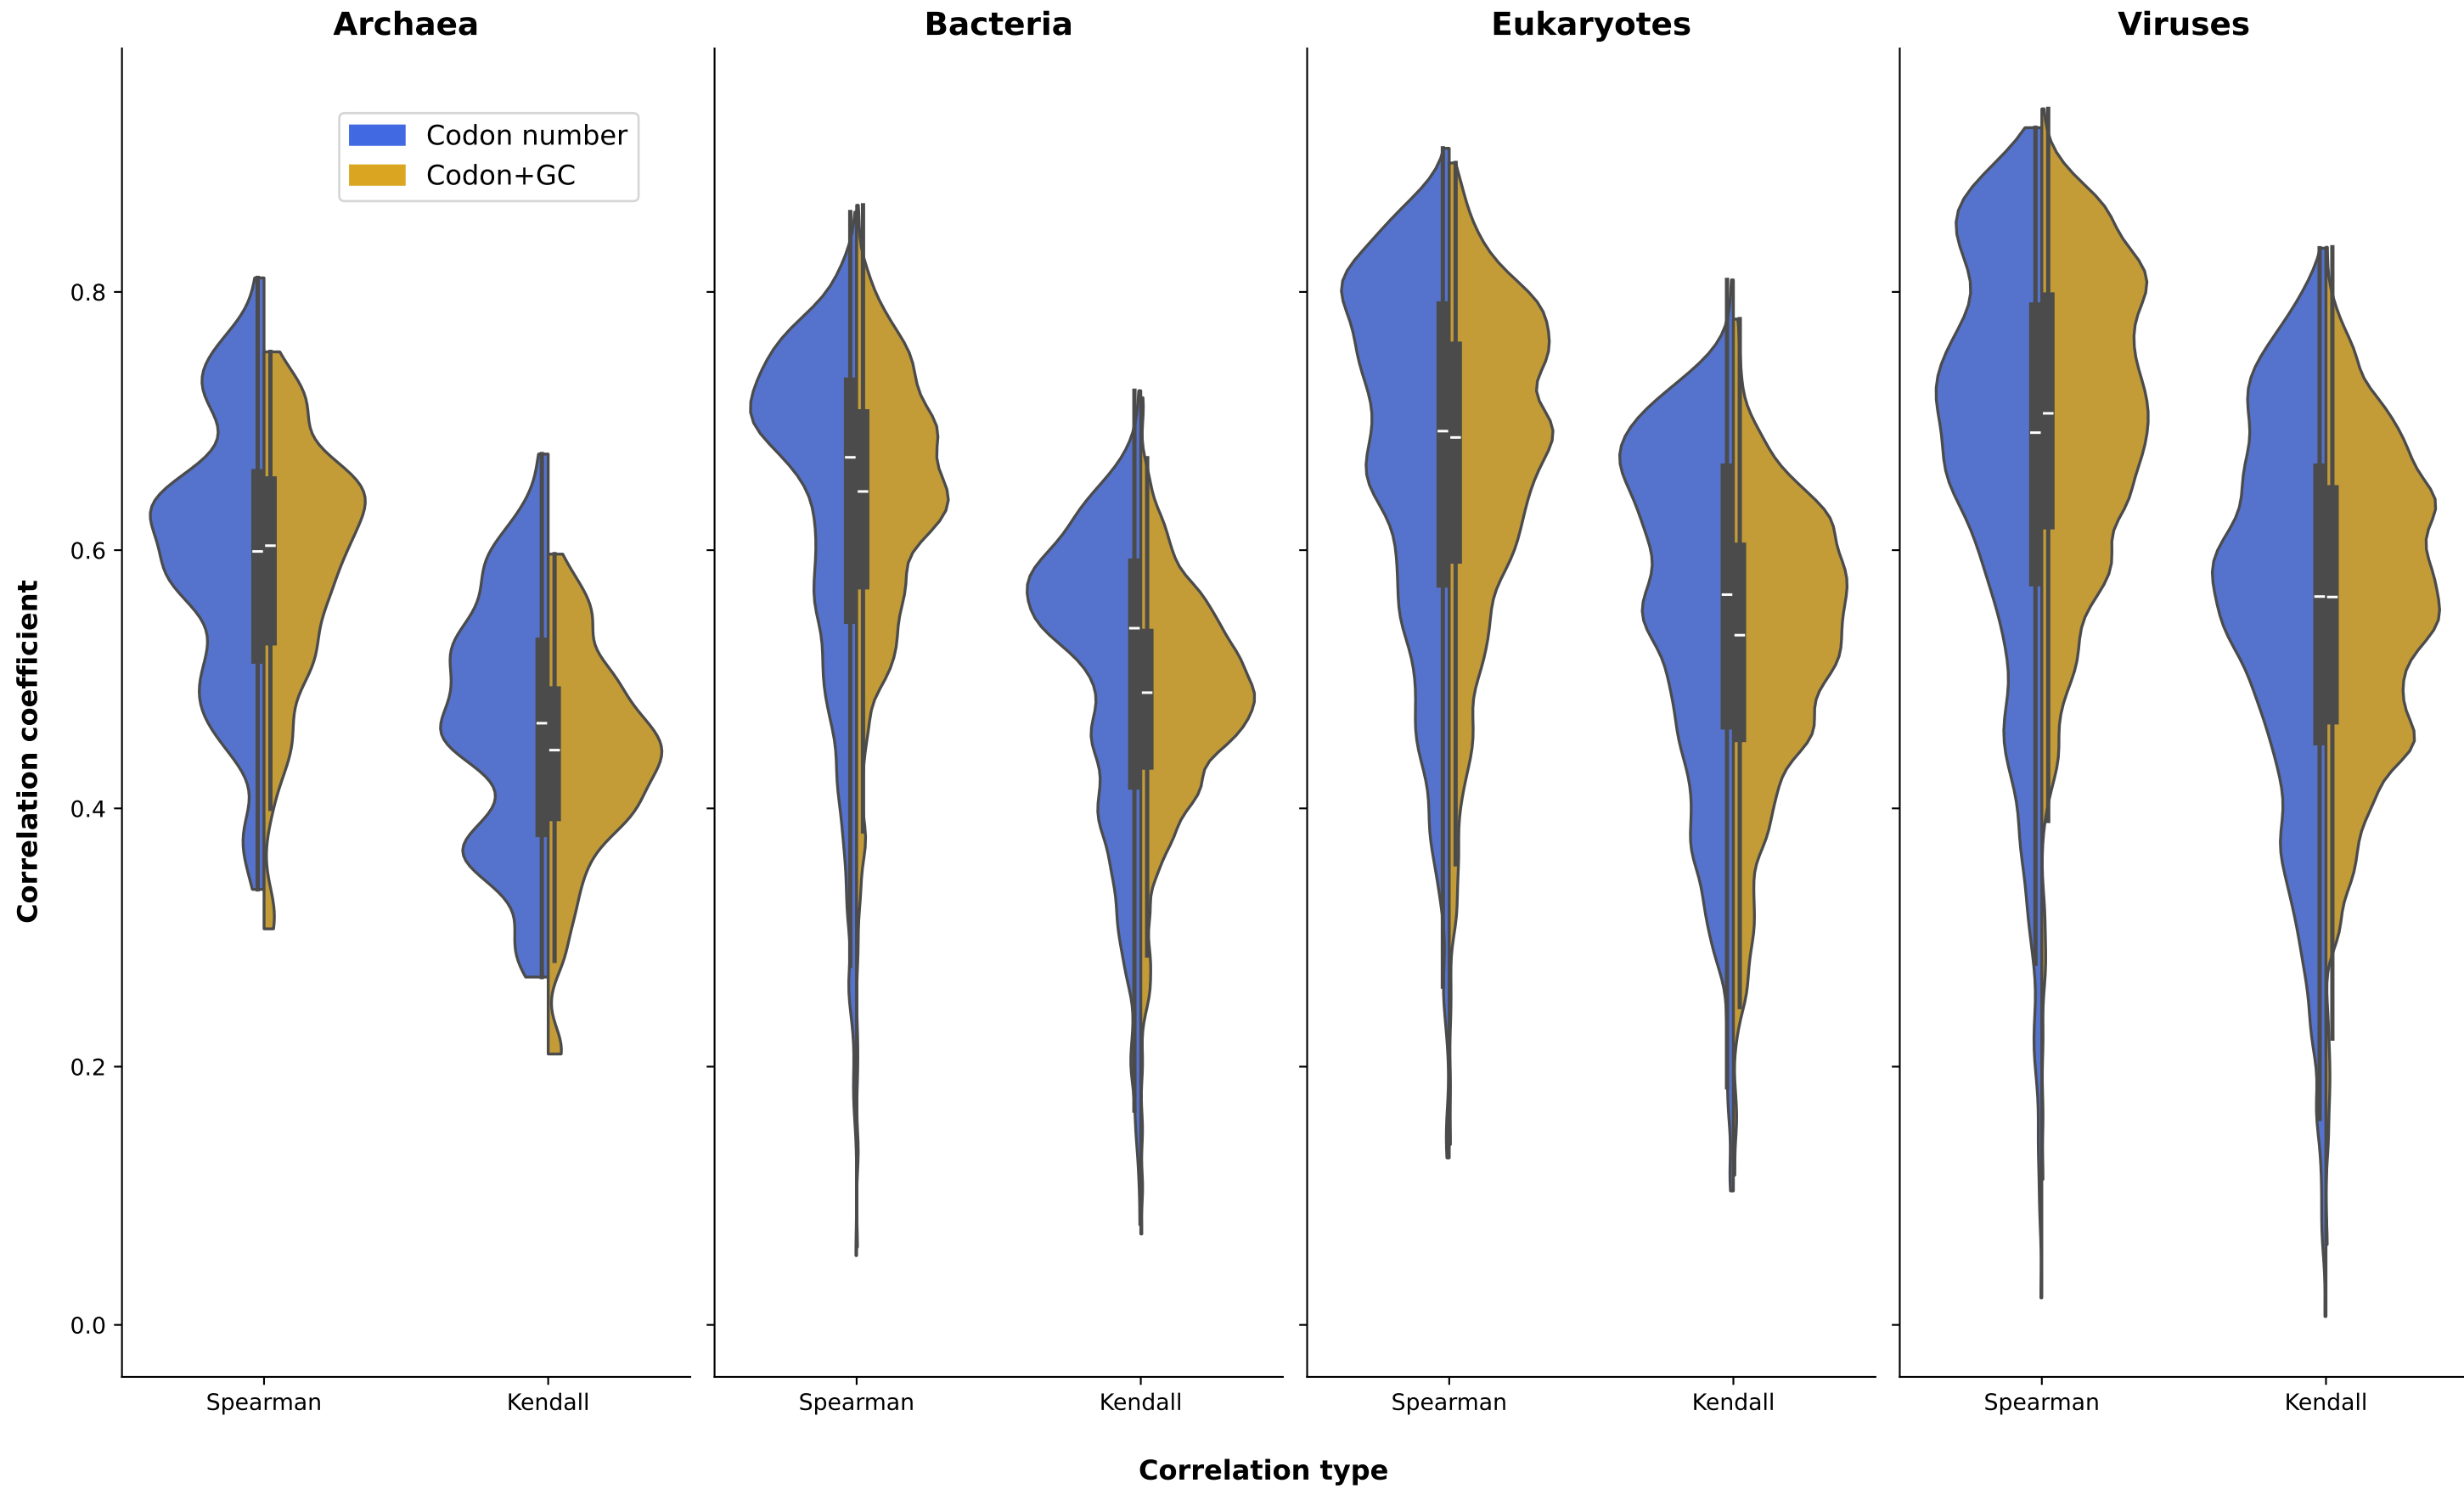 Archaea
Bacteria
Eukaryotes
Viruses
Codon number
Codon+GC
Correlation coefficient
0.8
0.6
0.4
0.2
0.0
Spearman
Kendall
Spearman
Kendall
Spearman
Kendall
Spearman
Kendall
Correlation type